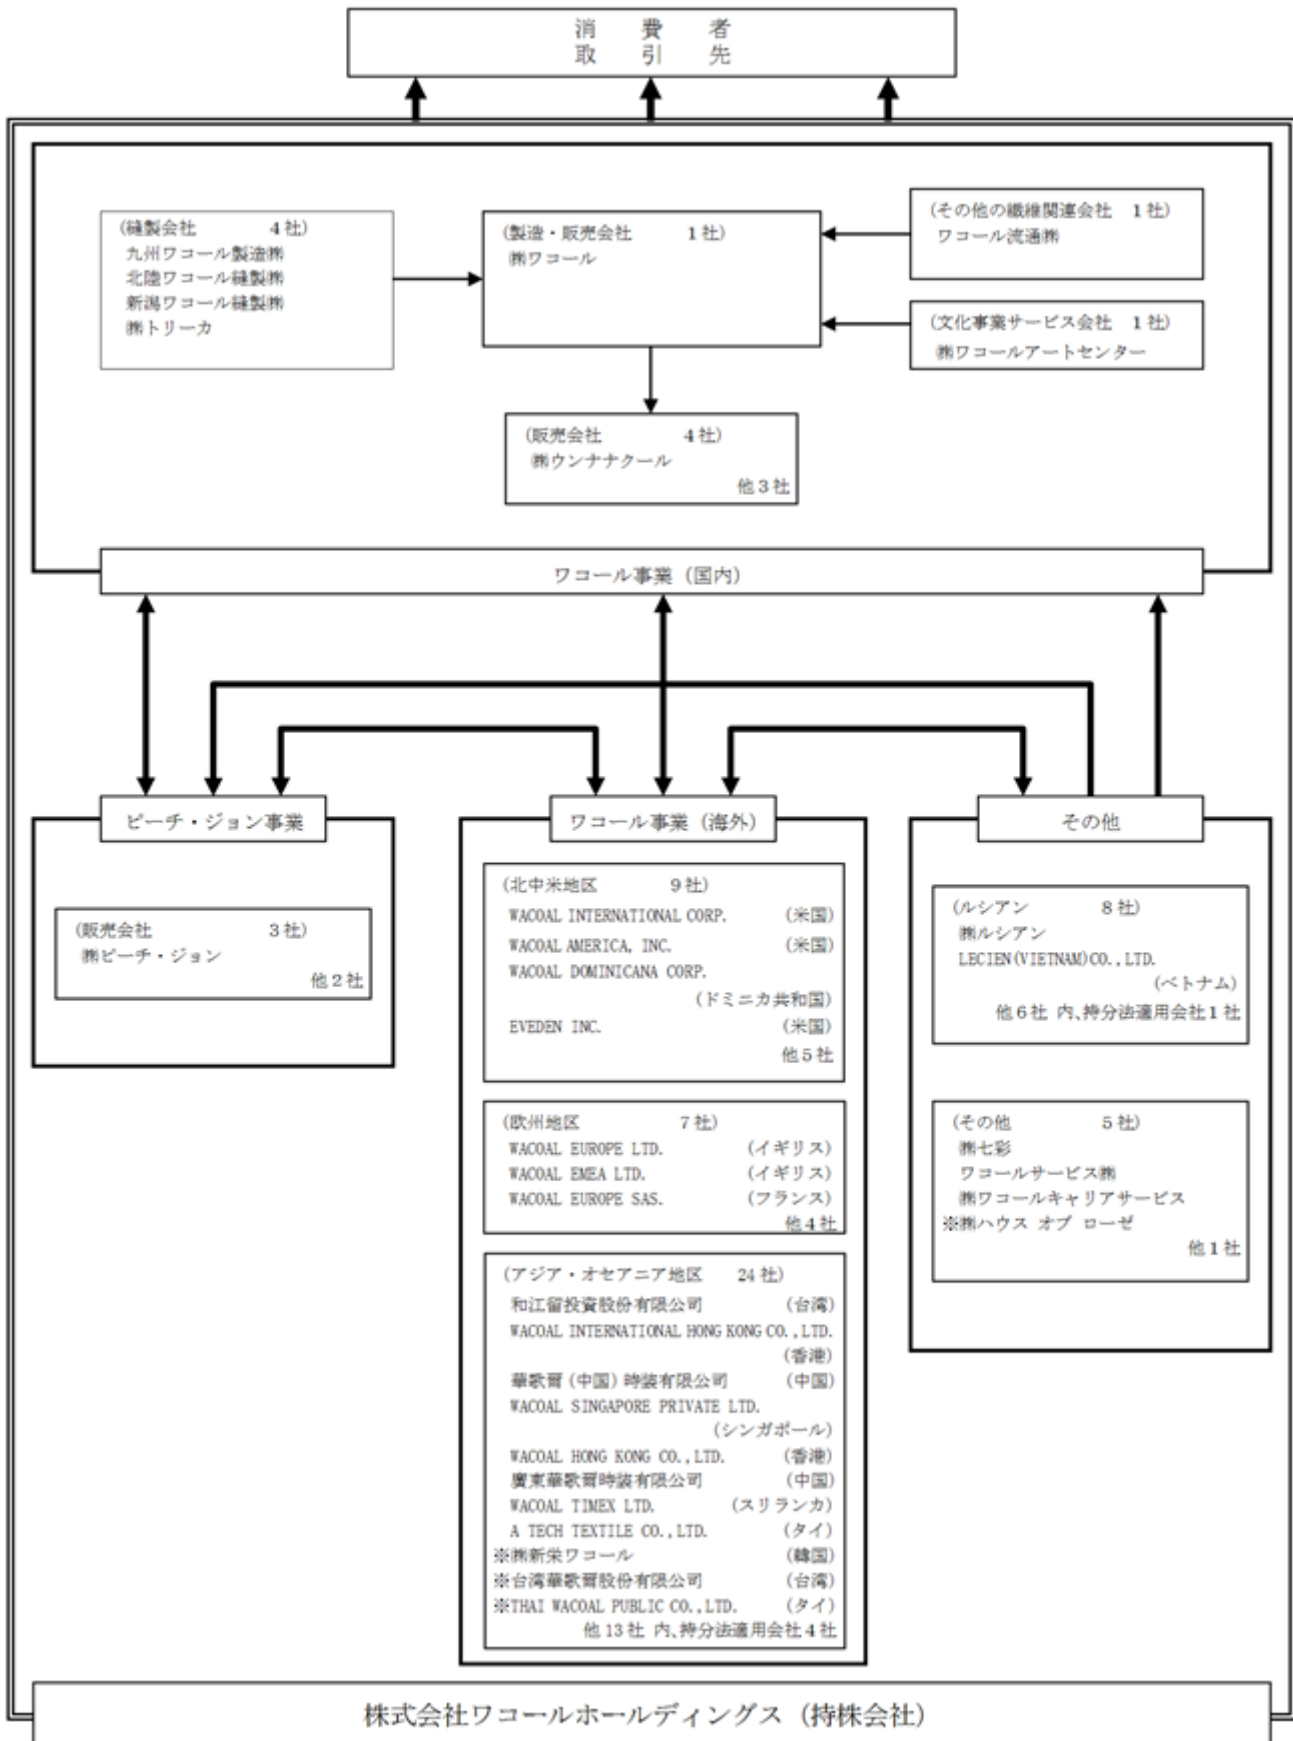 消 費 者
取 引 先
(縫製会社 4社)
九州ワコール製造㈱
北陸ワコール縫製㈱
新潟ワコール縫製㈱
㈱トリーカ
(製造・販売会社 1社)
㈱ワコール
(その他の繊維関連会社 1社)
ワコール流通㈱
(文化事業サービス会社 1社)
㈱ワコールアートセンター
(販売会社 4社)
㈱ウンナナクール
他3社
ワコール事業(国内)
ピーチ・ジョン事業
(販売会社 3社)
㈱ピーチ・ジョン
他2社
ワコール事業(海外)
(北中米地区 9社)
WACOAL INTERNATIONAL CORP. (米国)
WACOAL AMERICA, INC. (米国)
WACOAL DOMINICANA CORP.
(ドミニカ共和国)
EVEDEN INC. (米国)
他5社
(欧州地区 7社)
WACOAL EUROPE LTD. (イギリス)
WACOAL EMEA LTD. (イギリス)
WACOAL EUROPE SAS. (フランス)
他4社
(アジア・オセアニア地区 24社)
和江留投資股份有限公司 (台湾)
WACOAL INTERNATIONAL HONG KONG CO.,LTD.
(香港)
華歌爾(中国)時装有限公司 (中国)
WACOAL SINGAPORE PRIVATE LTD.
(シンガポール)
WACOAL HONG KONG CO.,LTD. (香港)
廣東華歌爾時装有限公司 (中国)
WACOAL TIMEX LTD. (スリランカ)
A TECH TEXTILE CO.,LTD. (タイ)
※㈱新栄ワコール (韓国)
※台湾華歌爾股份有限公司 (台湾)
※THAI WACOAL PUBLIC CO.,LTD. (タイ)
他13社 内、持分法適用会社4社
その他
(ルシアン 8社)
㈱ルシアン
LECIEN(VIETNAM)CO.,LTD.
(ベトナム)
他6社 内、持分法適用会社1社
(その他 5社)
㈱七彩
ワコールサービス㈱
㈱ワコールキャリアサービス
※㈱ハウス オブ ローゼ
他1社
株式会社ワコールホールディングス(持株会社)